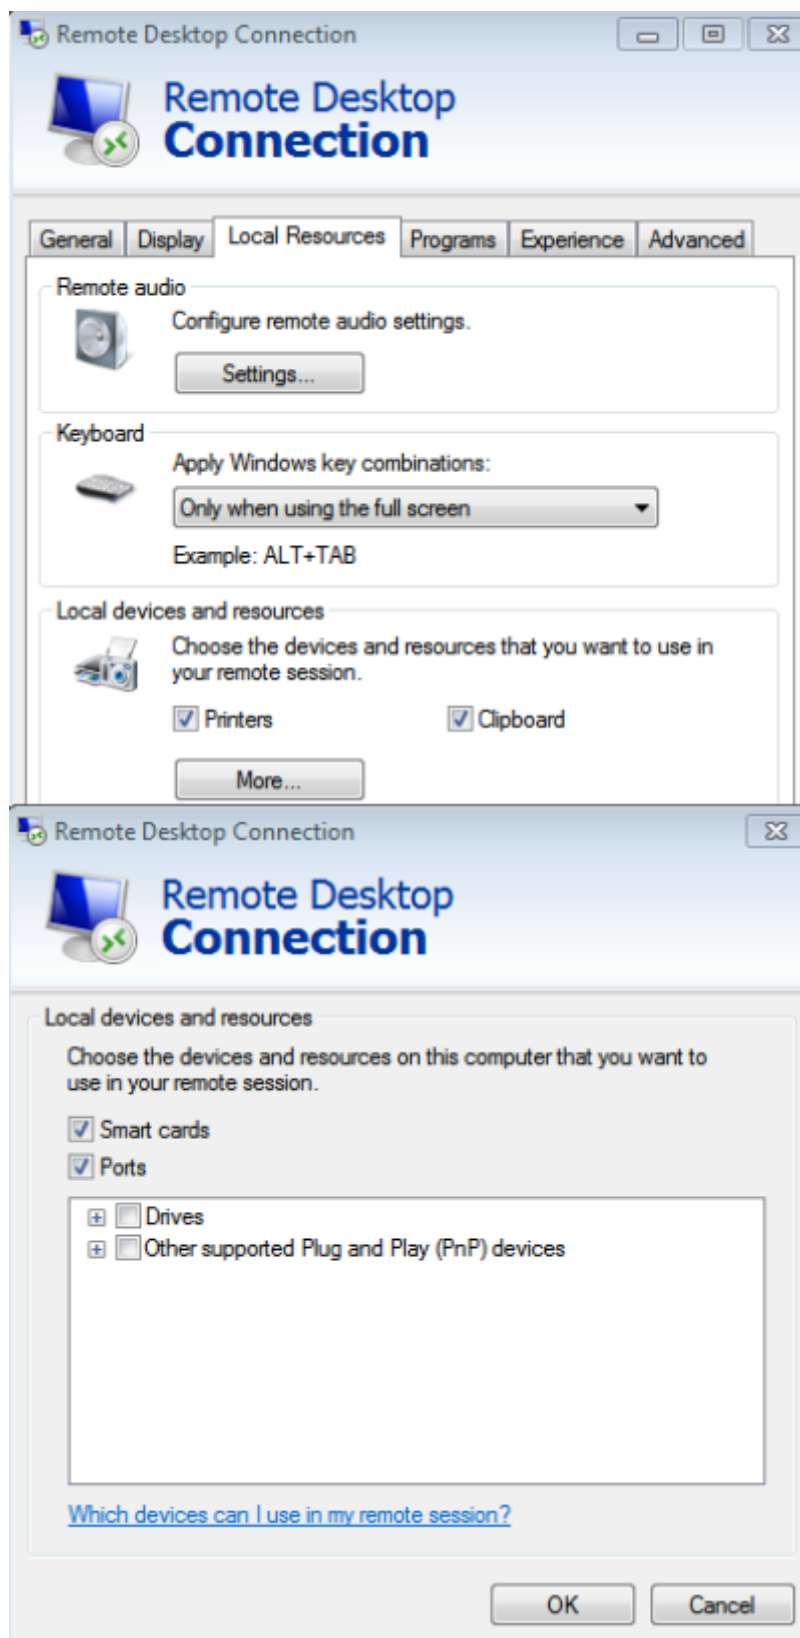 Remote Desktop Connection
Remote Desktop
Connection
General Display Local Resources Programs Experience Advanced
Remote audio
Configure remote audio settings.
Settings...
Keyboard
Apply Windows key combinations:
Only when using the full screen
Example: ALT+TAB
Local devices and resources
Choose the devices and resources that you want to use in
your remote session.
Printers Clipboard
More...
Remote Desktop Connection
Remote Desktop
Connection
Local devices and resources
Choose the devices and resources on this computer that you want to
use in your remote session.
Smart cards
Ports
Drives
Other supported Plug and Play (PnP) devices
Which devices can I use in my remote session?
OK Cancel